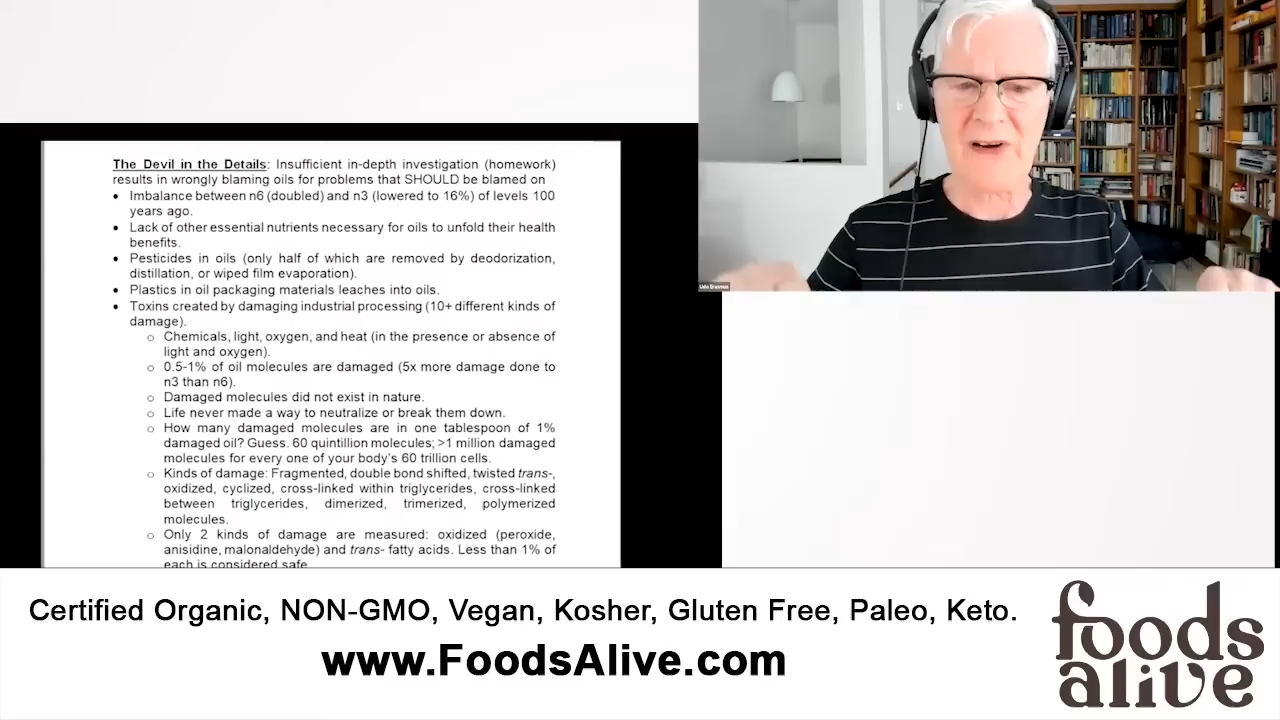 The Devil in the Details: Insufficient in-depth investigation (homework)
results in wrongly blaming oils for problems that SHOULD be blamed on
• Imbalance between n6 (doubled) and n3 (lowered to 16%) of levels 100
years ago.
• Lack of other essential nutrients necessary for oils to unfold their health
benefits.
• Pesticides in oils (only half of which are removed by deodorization,
distillation, or wiped film evaporation).
• Plastics in oil packaging materials leaches into oils.
• Toxins created by damaging industrial processing (10+ different kinds of
damage).
o Chemicals, light, oxygen, and heat (in the presence or absence of
light and oxygen).
o 0.5-1% of oil molecules are damaged (5x more damage done to
n3 than n6).
o Damaged molecules did not exist in nature.
o Life never made a way to neutralize or break them down.
o How many damaged molecules are in one tablespoon of 1%
damaged oil? Guess. 60 quintillion molecules; >1 million damaged
molecules for every one of your body's 60 trillion cells.
o Kinds of damage: Fragmented, double bond shifted, twisted trans-,
oxidized, cyclized, cross-linked within triglycerides, cross-linked
between triglycerides, dimerized, trimerized, polymerized
molecules.
o Only 2 kinds of damage are measured: oxidized (peroxide,
anisidine, malonaldehyde) and trans- fatty acids. Less than 1% of
each is considered safe
Udo Erasmus
Certified Organic, NON-GMO, Vegan, Kosher, Gluten Free, Paleo, Keto.
www.FoodsAlive.com
foods
alive